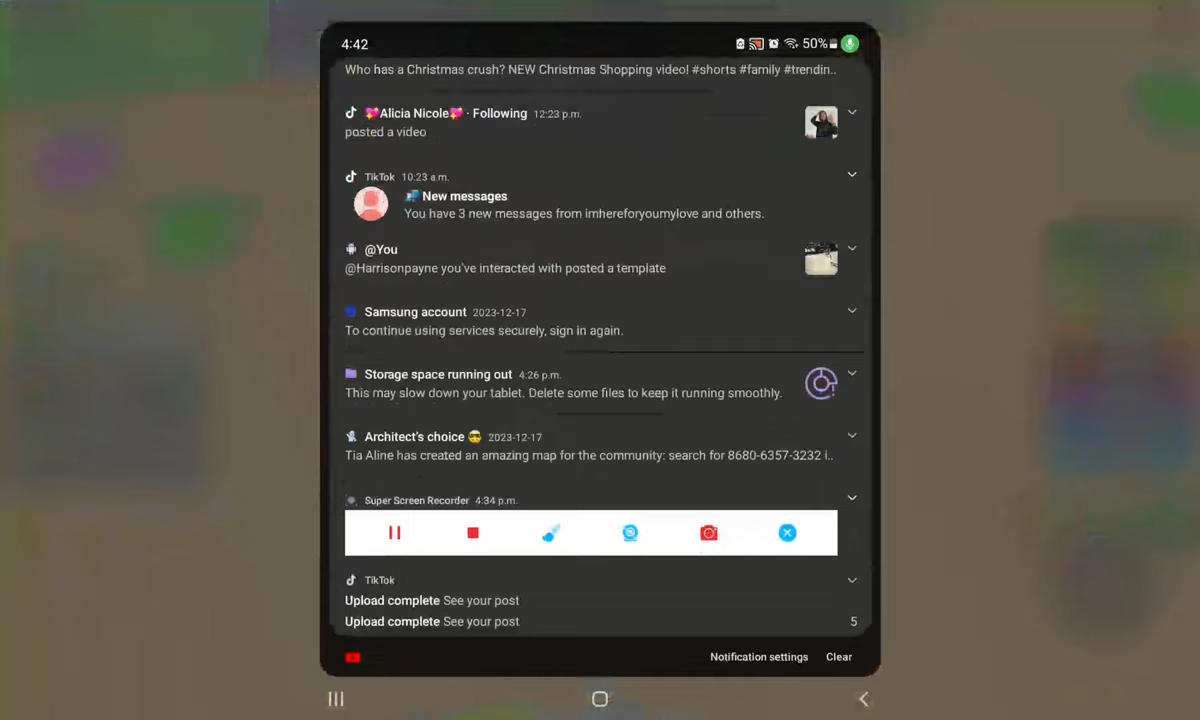 4:42
50%
Who has a Christmas crush? NEW Christmas Shopping video! #shorts #family #trendin..
💖Alicia Nicole💖 · Following 12:23 p.m.
posted a video
TikTok 10:23 a.m.
New messages
You have 3 new messages from imhereforyoumylove and others.
@You
@Harrisonpayne you've interacted with posted a template
Samsung account 2023-12-17
To continue using services securely, sign in again.
Storage space running out 4:26 p.m.
This may slow down your tablet. Delete some files to keep it running smoothly.
Architect's choice 😎 2023-12-17
Tia Aline has created an amazing map for the community: search for 8680-6357-3232 i..
Super Screen Recorder 4:34 p.m.
TikTok
Upload complete See your post
Upload complete See your post 5
Notification settings Clear